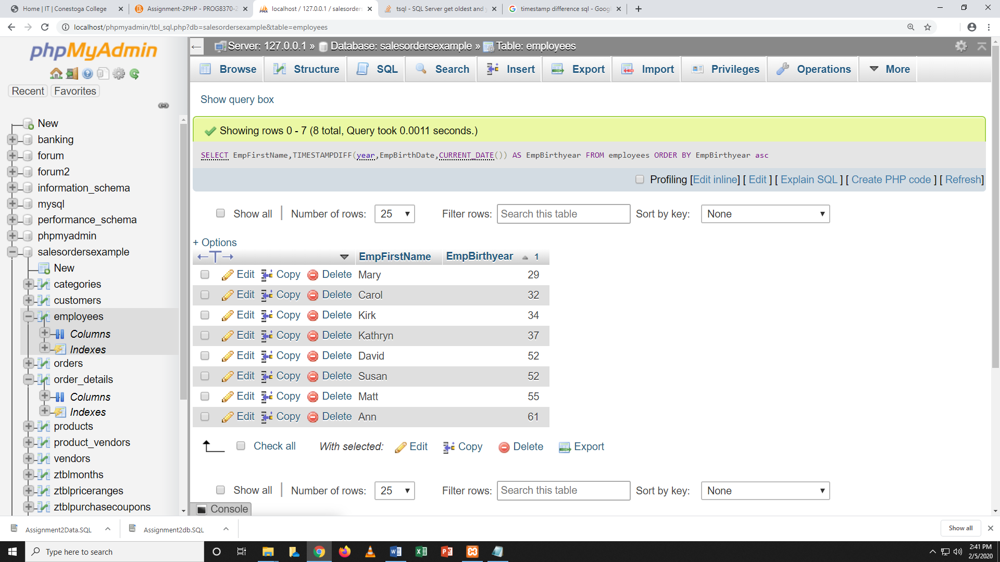 Home | IT | Conestoga College
Assignment-2PHP - PROG8370-2
localhost / 127.0.0.1 / salesorders
tsql - SQL Server get oldest and y
timestamp difference sql - Googl
localhost/phpmyadmin/tbl_sql.php?db=salesordersexample&table=employees
phpMyAdmin
Recent Favorites
New
banking
forum
forum2
information_schema
mysql
performance_schema
phpmyadmin
salesordersexample
New
categories
customers
employees
Columns
Indexes
orders
order_details
Columns
Indexes
products
product_vendors
vendors
ztblmonths
ztblpriceranges
ztblpurchasecoupons
← Server: 127.0.0.1 » Database: salesordersexample » Table: employees
Browse Structure SQL Search Insert Export Import Privileges Operations More
Show query box
Showing rows 0 - 7 (8 total, Query took 0.0011 seconds.)
SELECT EmpFirstName,TIMESTAMPDIFF(year,EmpBirthDate,CURRENT_DATE()) AS EmpBirthyear FROM employees ORDER BY EmpBirthyear asc
Profiling [Edit inline] [ Edit ] [ Explain SQL ] [ Create PHP code ] [ Refresh]
Show all Number of rows: 25 Filter rows: Search this table Sort by key: None
+ Options
←T→ EmpFirstName EmpBirthyear 1
Edit Copy Delete Mary 29
Edit Copy Delete Carol 32
Edit Copy Delete Kirk 34
Edit Copy Delete Kathryn 37
Edit Copy Delete David 52
Edit Copy Delete Susan 52
Edit Copy Delete Matt 55
Edit Copy Delete Ann 61
Check all With selected: Edit Copy Delete Export
Show all Number of rows: 25 Filter rows: Search this table Sort by key: None
Console
Assignment2Data.SQL
Assignment2db.SQL
Show all
Type here to search
2:41 PM
2/5/2020